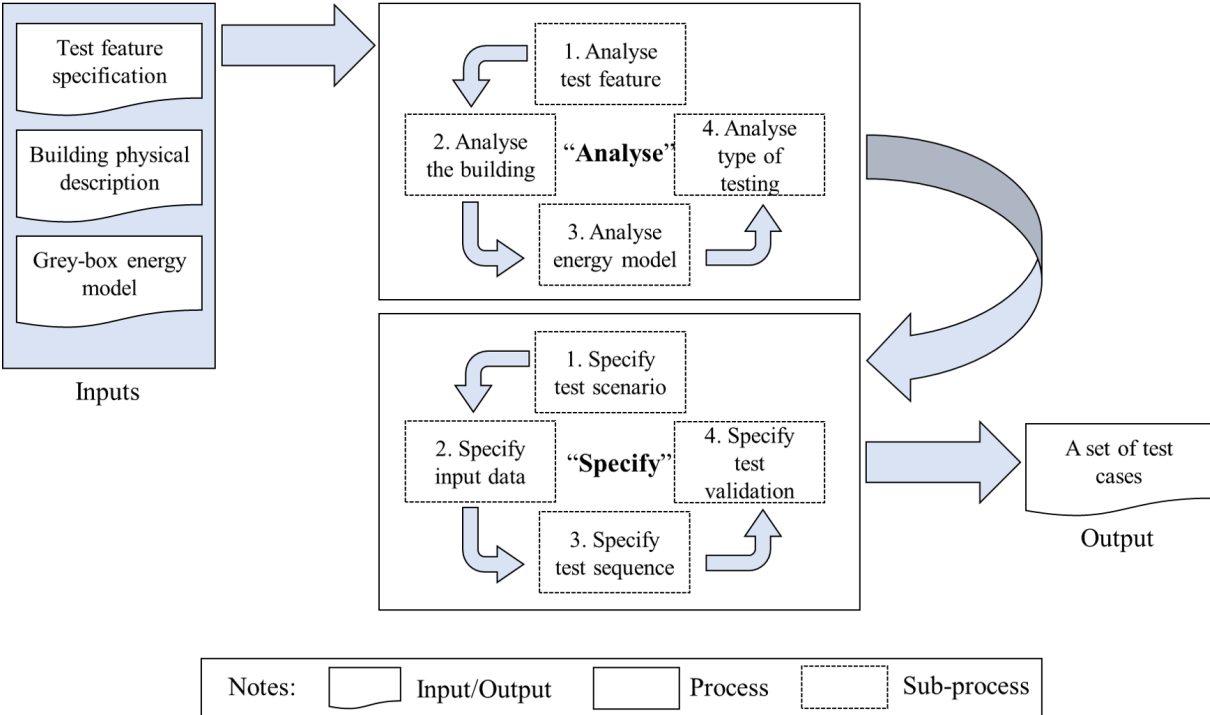 Test feature
specification
Building physical
description
Grey-box energy
model
Inputs
1. Analyse
test feature
2. Analyse
the building
“Analyse”
4. Analyse
type of
testing
3. Analyse
energy model
1. Specify
test scenario
2. Specify
input data
“Specify”
4. Specify
test
validation
3. Specify
test sequence
A set of test
cases
Output
Notes:
Input/Output
Process
Sub-process